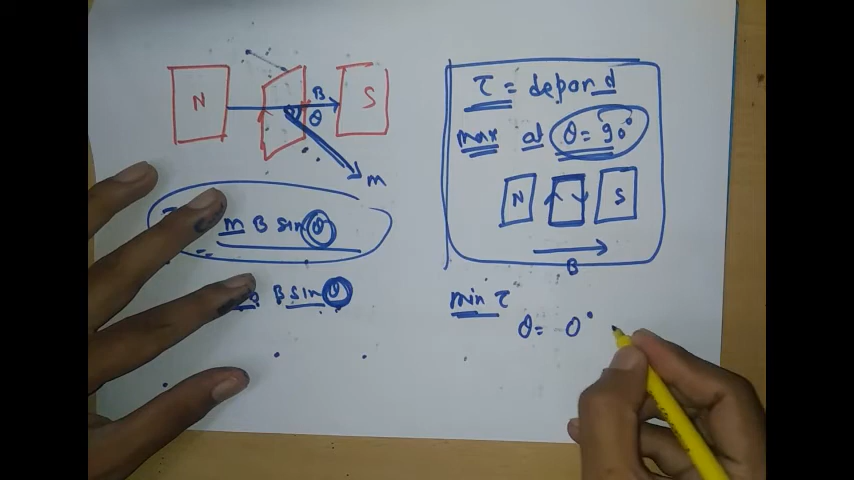 N
B
S
θ
m
m B sin θ
B sin θ
τ = depend
max at θ = 90°
N
S
B
min τ
θ = 0°